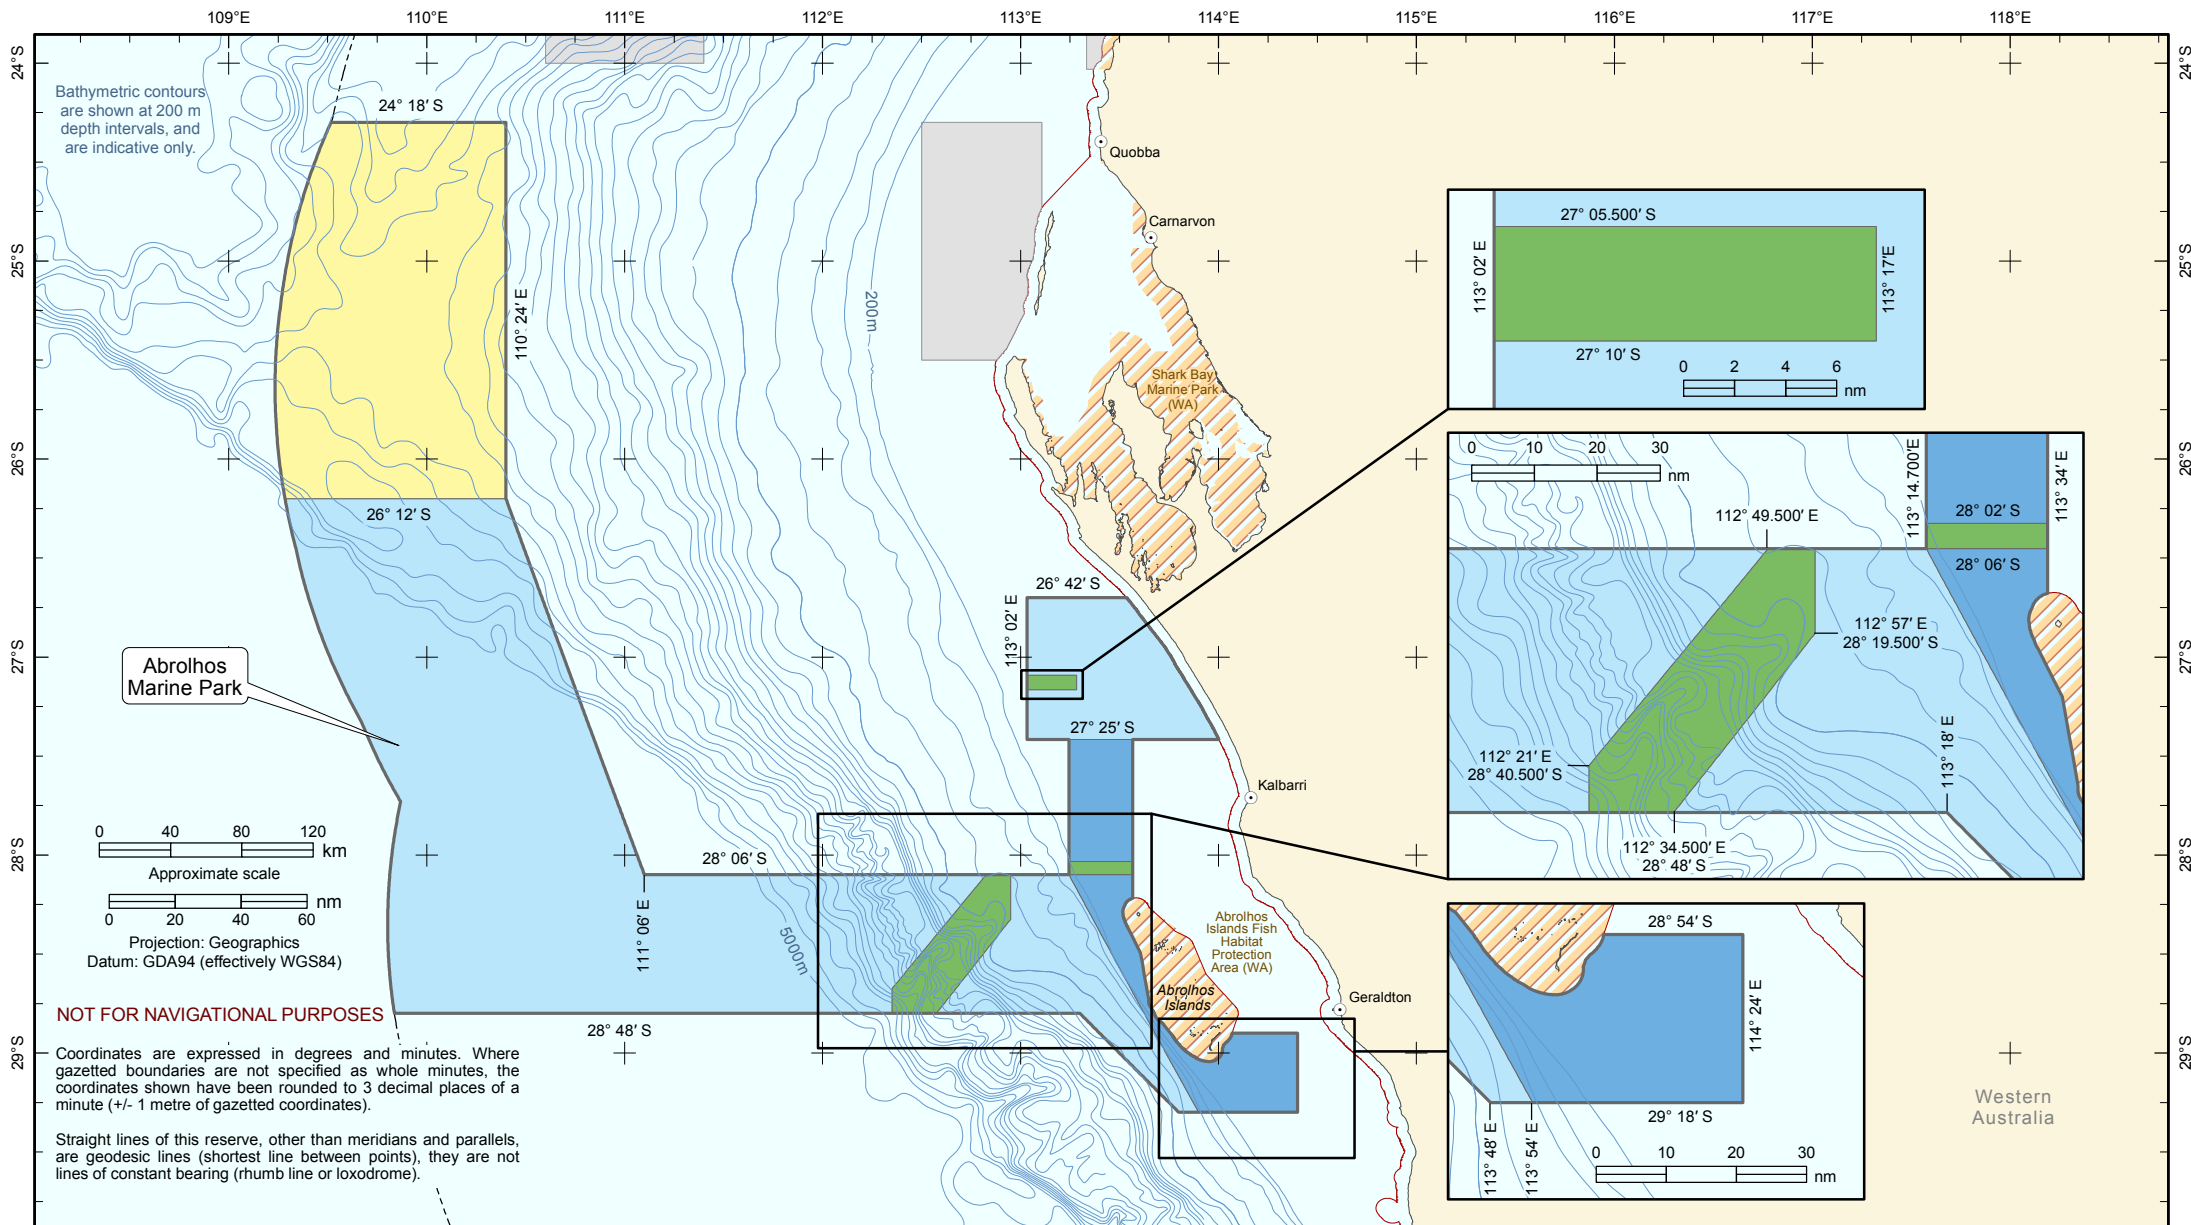 109°E
110°E
111°E
112°E
113°E
114°E
115°E
116°E
117°E
118°E
24°S
24°S
Bathymetric contours
are shown at 200 m
depth intervals, and
are indicative only.
24° 18′ S
Quobba
Carnarvon
25°S
25°S
110° 24′ E
200m
Shark Bay
Marine Park
(WA)
27° 05.500′ S
113° 02′ E
113° 17′E
27° 10′ S
0 2 4 6
nm
26°S
26°S
26° 12′ S
26° 42′ S
113° 02′ E
27°S
27°S
Abrolhos
Marine Park
27° 25′ S
Kalbarri
0 10 20 30
nm
113° 14.700′E
113° 34′ E
112° 49.500′ E
28° 02′ S
28° 06′ S
112° 57′ E
28° 19.500′ S
112° 21′ E
28° 40.500′ S
113° 18′ E
112° 34.500′ E
28° 48′ S
0 40 80 120
km
Approximate scale
nm
0 20 40 60
Projection: Geographics
Datum: GDA94 (effectively WGS84)
28°S
28°S
28° 06′ S
111° 06′ E
5000m
Abrolhos
Islands Fish
Habitat
Protection
Area (WA)
Abrolhos
Islands
Geraldton
28° 48′ S
28° 54′ S
114° 24′ E
29° 18′ S
113° 48′ E
113° 54′ E
0 10 20 30
nm
NOT FOR NAVIGATIONAL PURPOSES
29°S
29°S
Coordinates are expressed in degrees and minutes. Where
gazetted boundaries are not specified as whole minutes, the
coordinates shown have been rounded to 3 decimal places of a
minute (+/- 1 metre of gazetted coordinates).
Straight lines of this reserve, other than meridians and parallels,
are geodesic lines (shortest line between points), they are not
lines of constant bearing (rhumb line or loxodrome).
Western
Australia